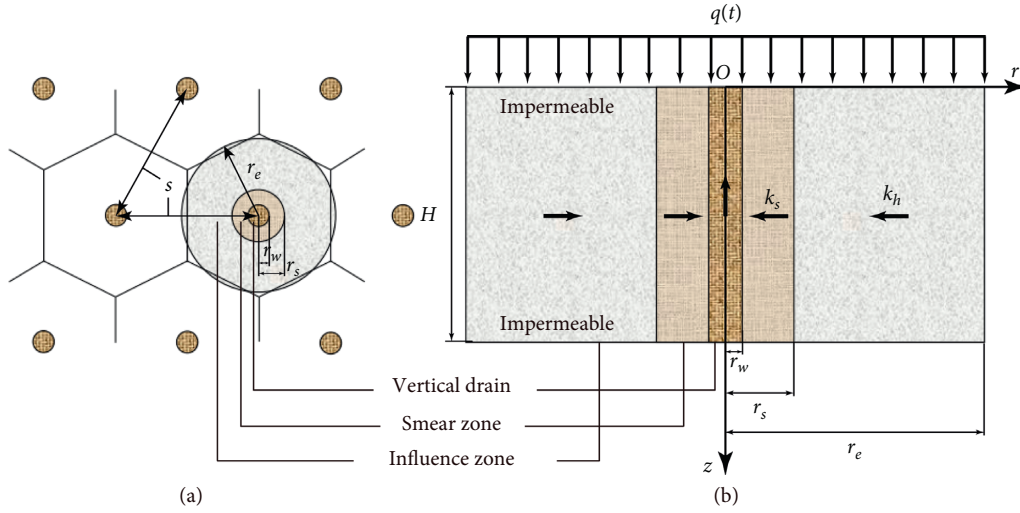 q(t)
O
r
Impermeable
r_e
s
k_s
k_h
H
r_w
r_s
Impermeable
r_w
Vertical drain
r_s
Smear zone
r_e
Influence zone
z
(a)
(b)